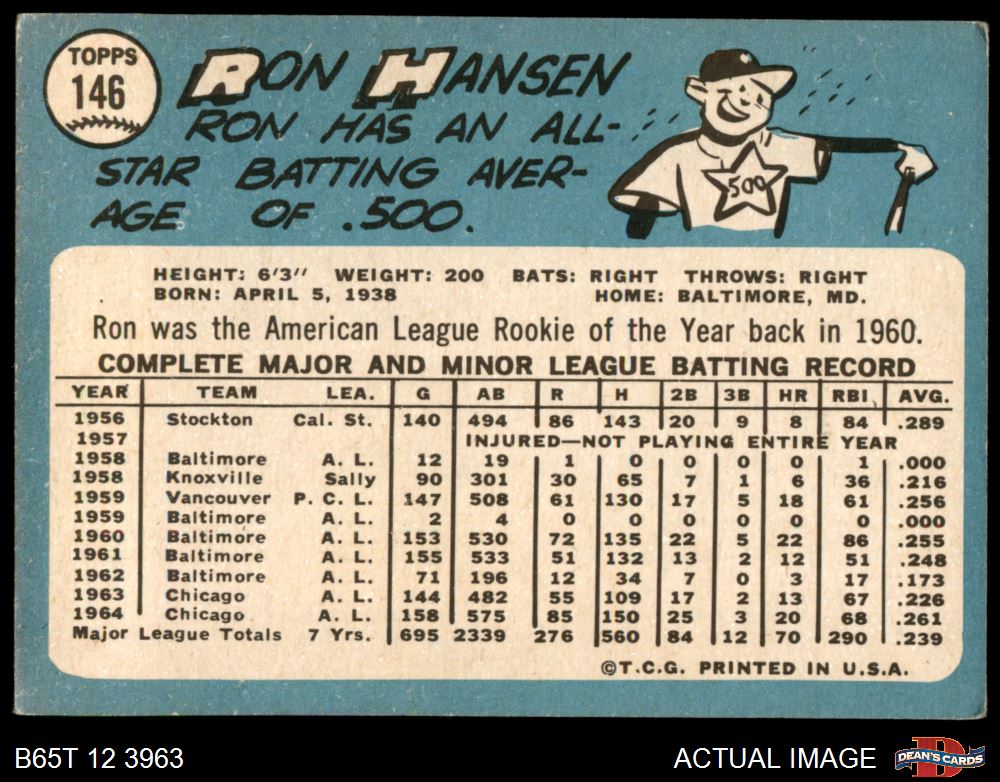 TOPPS
146
RON HANSEN
RON HAS AN ALL-
STAR BATTING AVER-
AGE OF .500.
500
HEIGHT: 6'3" WEIGHT: 200 BATS: RIGHT THROWS: RIGHT
BORN: APRIL 5, 1938 HOME: BALTIMORE, MD.
Ron was the American League Rookie of the Year back in 1960.
COMPLETE MAJOR AND MINOR LEAGUE BATTING RECORD
YEAR TEAM LEA. G AB R H 2B 3B HR RBI AVG.
1956 Stockton Cal. St. 140 494 86 143 20 9 8 84 .289
1957 INJURED—NOT PLAYING ENTIRE YEAR
1958 Baltimore A. L. 12 19 1 0 0 0 0 1 .000
1958 Knoxville Sally 90 301 30 65 7 1 6 36 .216
1959 Vancouver P. C. L. 147 508 61 130 17 5 18 61 .256
1959 Baltimore A. L. 2 4 0 0 0 0 0 0 .000
1960 Baltimore A. L. 153 530 72 135 22 5 22 86 .255
1961 Baltimore A. L. 155 533 51 132 13 2 12 51 .248
1962 Baltimore A. L. 71 196 12 34 7 0 3 17 .173
1963 Chicago A. L. 144 482 55 109 17 2 13 67 .226
1964 Chicago A. L. 158 575 85 150 25 3 20 68 .261
Major League Totals 7 Yrs. 695 2339 276 560 84 12 70 290 .239
©T.C.G. PRINTED IN U.S.A.
B65T 12 3963 ACTUAL IMAGE D DEAN'S CARDS